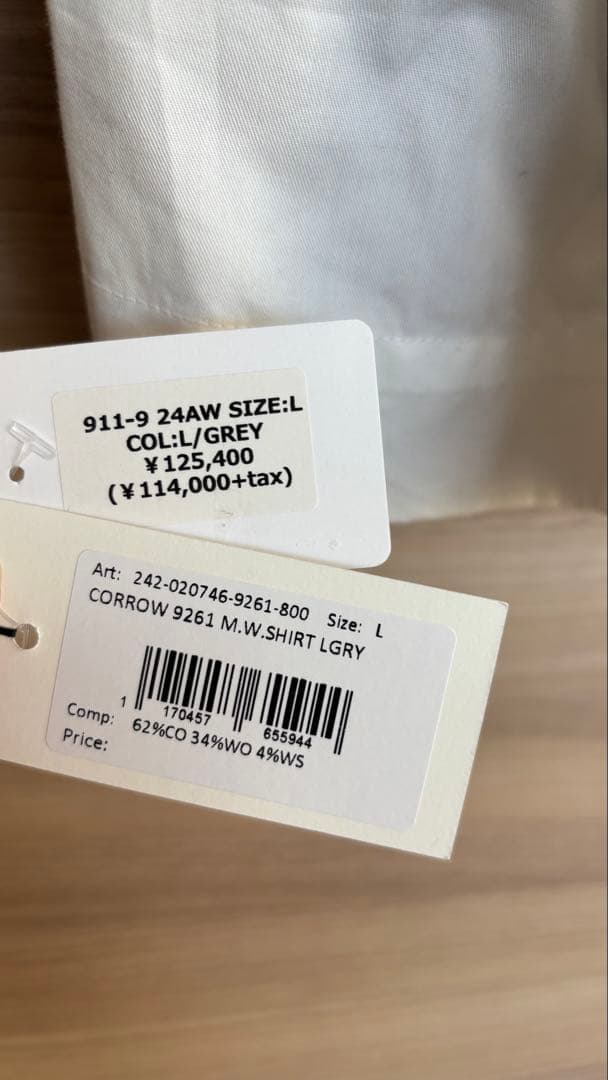 911-9 24AW SIZE:L
COL:L/GREY
¥125,400
(¥114,000+tax)
Art: 242-020746-9261-800 Size: L
CORROW 9261 M.W.SHIRT LGRY
1 170457 655944
Comp: 62%CO 34%WO 4%WS
Price: